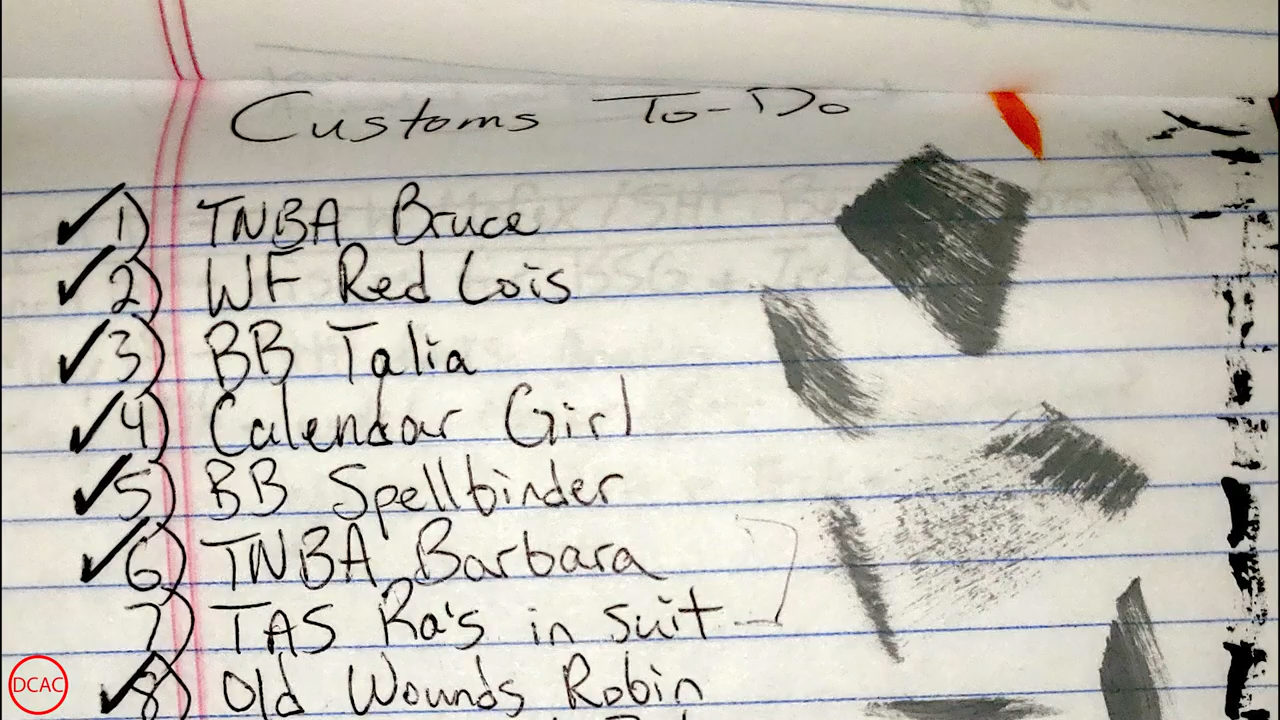 Customs To-Do
✓ 1) TNBA Bruce
✓ 2) WF Red Lois
✓ 3) BB Talia
✓ 4) Calendar Girl
✓ 5) BB Spellbinder
✓ 6) TNBA Barbara
7) TAS Ra's in suit
✓ 8) Old Wounds Robin
DCAC